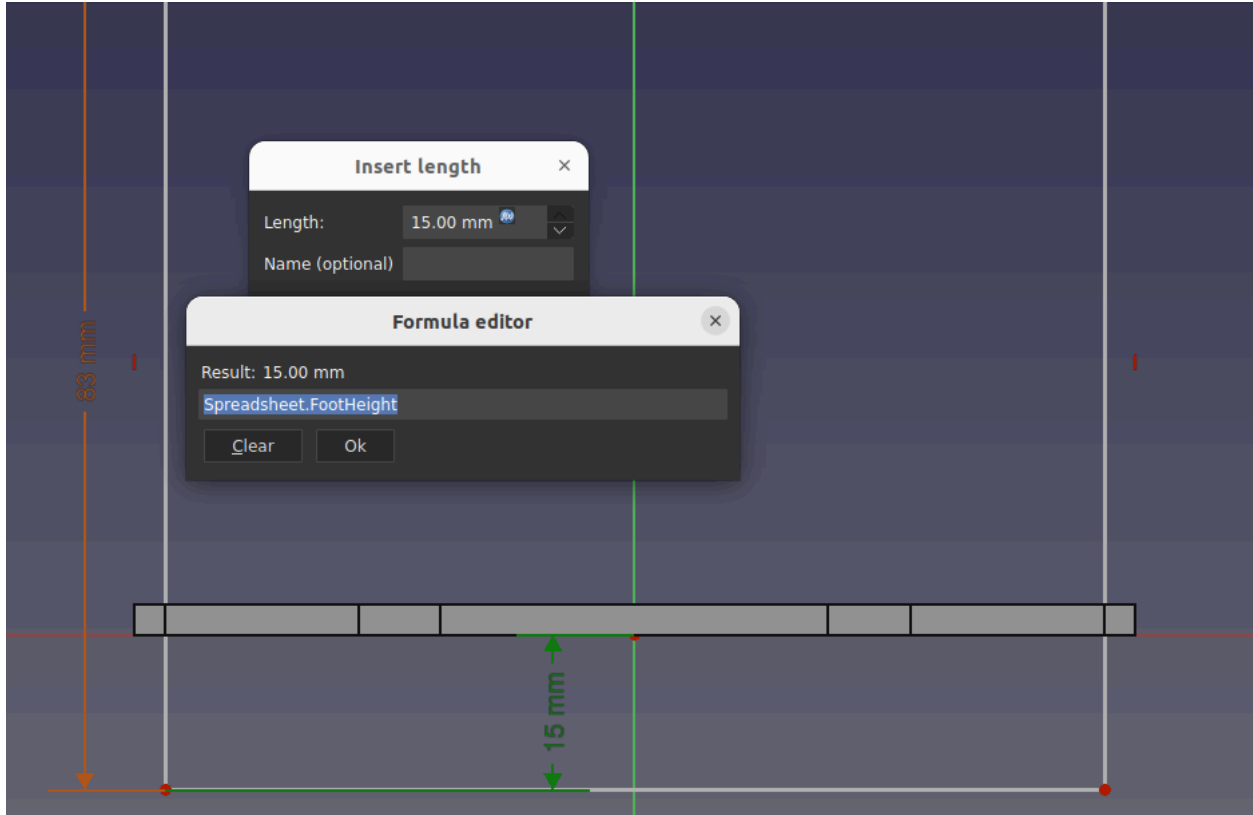 Insert length
×
Length:
15.00 mm f(x)
Name (optional)
Formula editor
×
Result: 15.00 mm
Spreadsheet.FootHeight
Clear
Ok
83 mm
15 mm